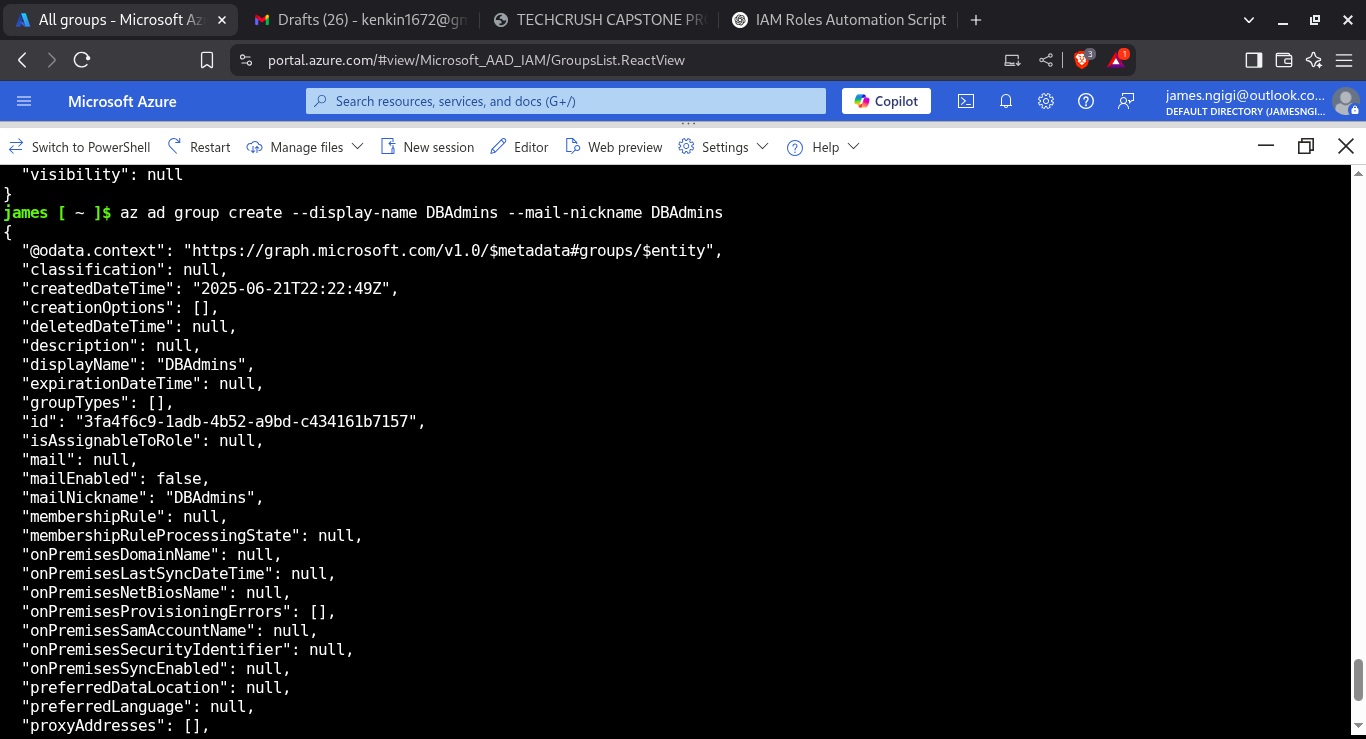 All groups - Microsoft Az
Drafts (26) - kenkin1672@gm
TECHCRUSH CAPSTONE PR
IAM Roles Automation Script
portal.azure.com/#view/Microsoft_AAD_IAM/GroupsList.ReactView
3
1
Microsoft Azure
Search resources, services, and docs (G+/)
Copilot
james.ngigi@outlook.co...
DEFAULT DIRECTORY (JAMESNGI...
Switch to PowerShell
Restart
Manage files
New session
Editor
Web preview
Settings
Help
"visibility": null
}
james [ ~ ]$ az ad group create --display-name DBAdmins --mail-nickname DBAdmins
{
"@odata.context": "https://graph.microsoft.com/v1.0/$metadata#groups/$entity",
"classification": null,
"createdDateTime": "2025-06-21T22:22:49Z",
"creationOptions": [],
"deletedDateTime": null,
"description": null,
"displayName": "DBAdmins",
"expirationDateTime": null,
"groupTypes": [],
"id": "3fa4f6c9-1adb-4b52-a9bd-c434161b7157",
"isAssignableToRole": null,
"mail": null,
"mailEnabled": false,
"mailNickname": "DBAdmins",
"membershipRule": null,
"membershipRuleProcessingState": null,
"onPremisesDomainName": null,
"onPremisesLastSyncDateTime": null,
"onPremisesNetBiosName": null,
"onPremisesProvisioningErrors": [],
"onPremisesSamAccountName": null,
"onPremisesSecurityIdentifier": null,
"onPremisesSyncEnabled": null,
"preferredDataLocation": null,
"preferredLanguage": null,
"proxyAddresses": [],